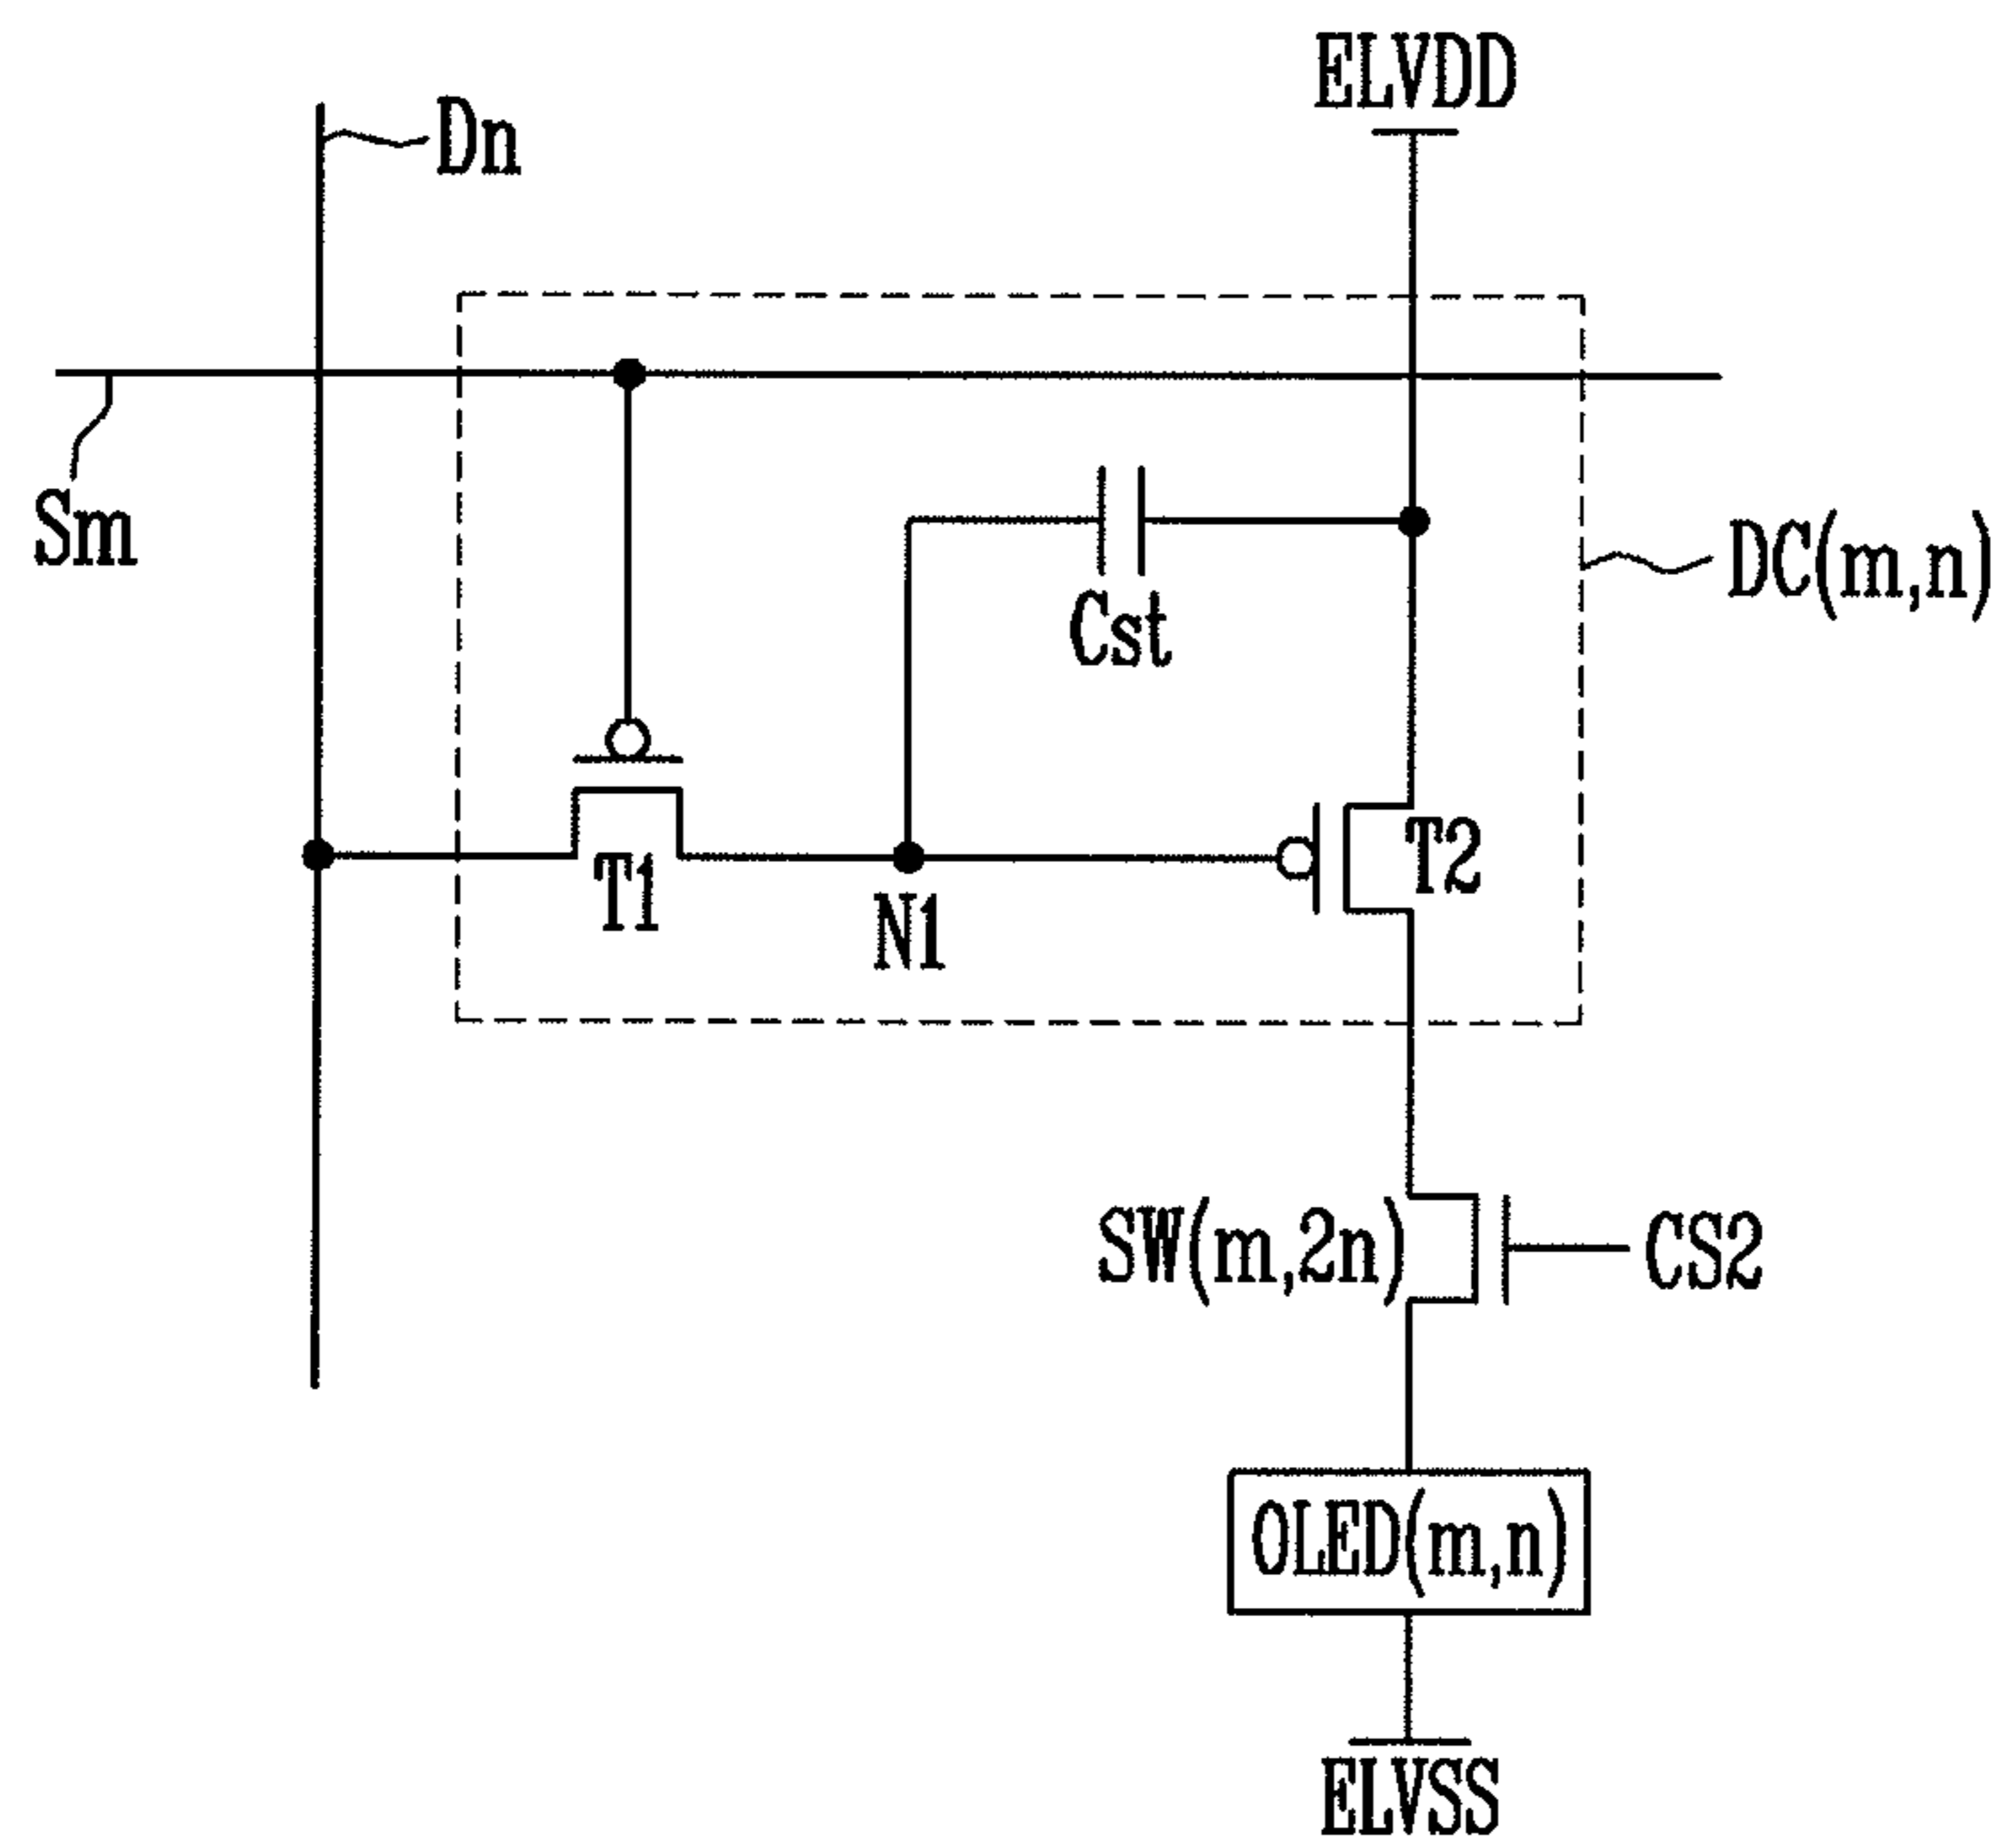 ELVDD
Dn
Sm
DC(m,n)
Cst
T1
N1
T2
SW(m,2n)
CS2
OLED(m,n)
ELVSS